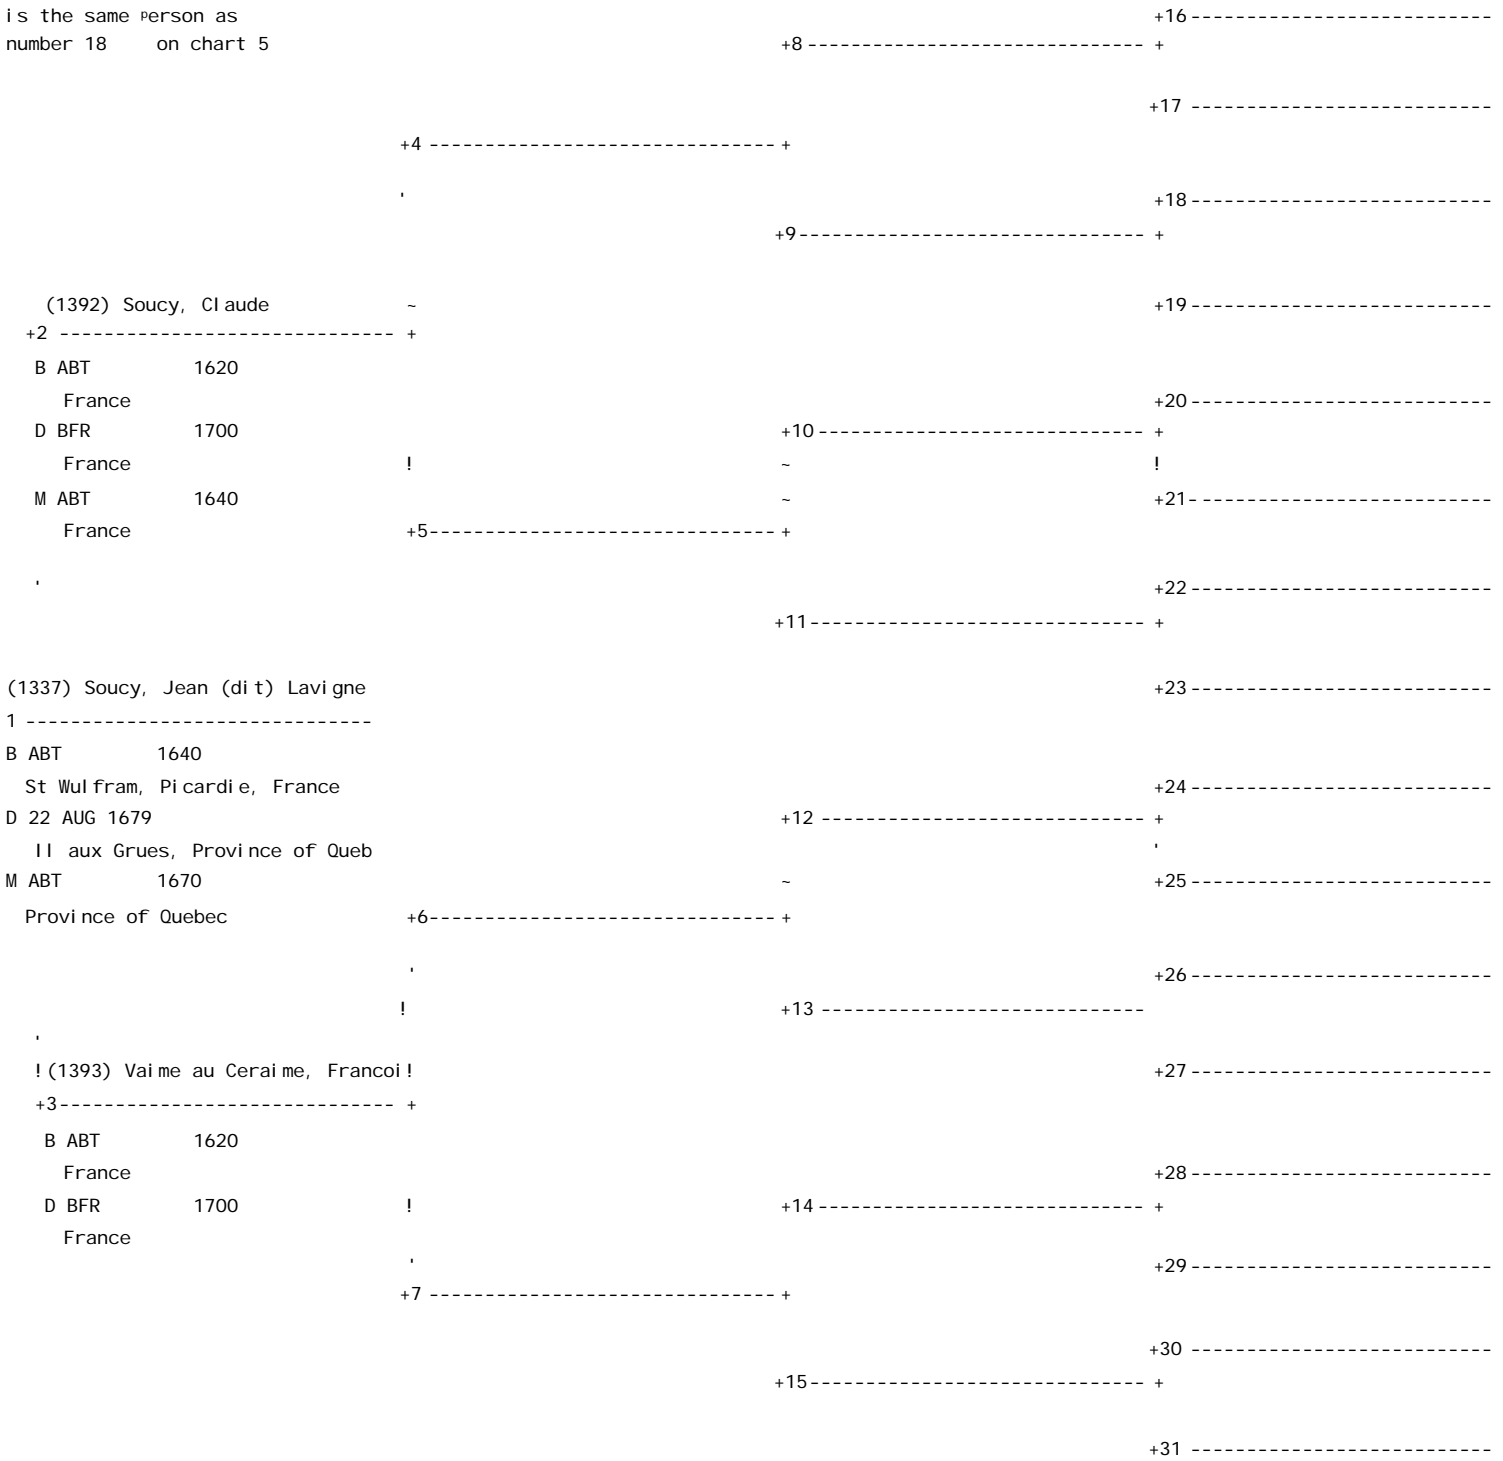 is the same person as
number 18 on chart 5
+16 ---------------------------
+8 ------------------------------ +
+17 ---------------------------
+4 ------------------------------- +
'
+18 ---------------------------
+9 ------------------------------- +
(1392) Soucy, Claude ~
+19 ---------------------------
+2 ------------------------------ +
B ABT 1620
France
+20 ---------------------------
D BFR 1700
+10 ----------------------------- +
France ! ~ !
M ABT 1640 ~
+21- --------------------------
France
+5------------------------------- +
'
+22 ---------------------------
+11------------------------------ +
(1337) Soucy, Jean (dit) Lavigne
+23 ---------------------------
1 -------------------------------
B ABT 1640
St Wulfram, Picardie, France
+24 ---------------------------
D 22 AUG 1679
+12 ----------------------------- +
Il aux Grues, Province of Queb '
M ABT 1670 ~
+25 ---------------------------
Province of Quebec
+6------------------------------- +
'
+26 ---------------------------
!
+13 -----------------------------
'
!(1393) Vaime au Ceraime, Francoi!
+27 ---------------------------
+3------------------------------ +
B ABT 1620
France
+28 ---------------------------
D BFR 1700 !
+14 ----------------------------- +
France
'
+29 ---------------------------
+7 ------------------------------- +
+30 ---------------------------
+15------------------------------ +
+31 ---------------------------